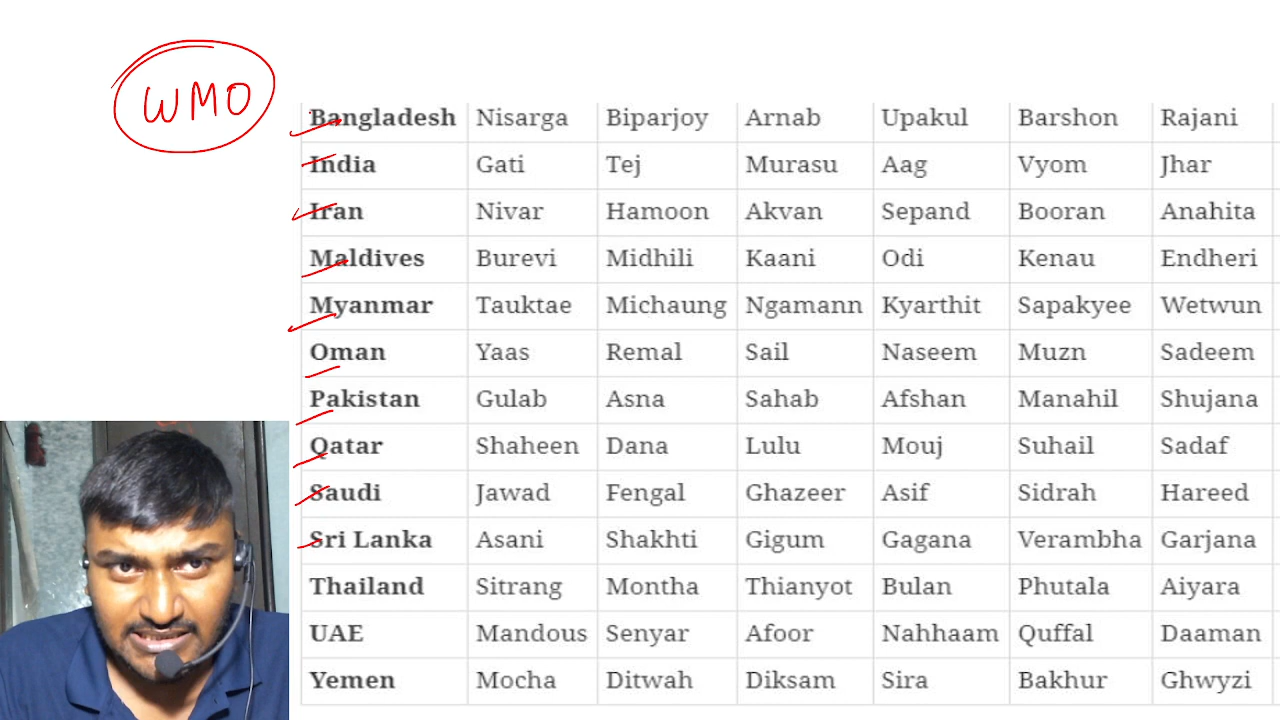 WMO
Bangladesh Nisarga Biparjoy Arnab Upakul Barshon Rajani
India Gati Tej Murasu Aag Vyom Jhar
Iran Nivar Hamoon Akvan Sepand Booran Anahita
Maldives Burevi Midhili Kaani Odi Kenau Endheri
Myanmar Tauktae Michaung Ngamann Kyarthit Sapakyee Wetwun
Oman Yaas Remal Sail Naseem Muzn Sadeem
Pakistan Gulab Asna Sahab Afshan Manahil Shujana
Qatar Shaheen Dana Lulu Mouj Suhail Sadaf
Saudi Jawad Fengal Ghazeer Asif Sidrah Hareed
Sri Lanka Asani Shakhti Gigum Gagana Verambha Garjana
Thailand Sitrang Montha Thianyot Bulan Phutala Aiyara
UAE Mandous Senyar Afoor Nahhaam Quffal Daaman
Yemen Mocha Ditwah Diksam Sira Bakhur Ghwyzi